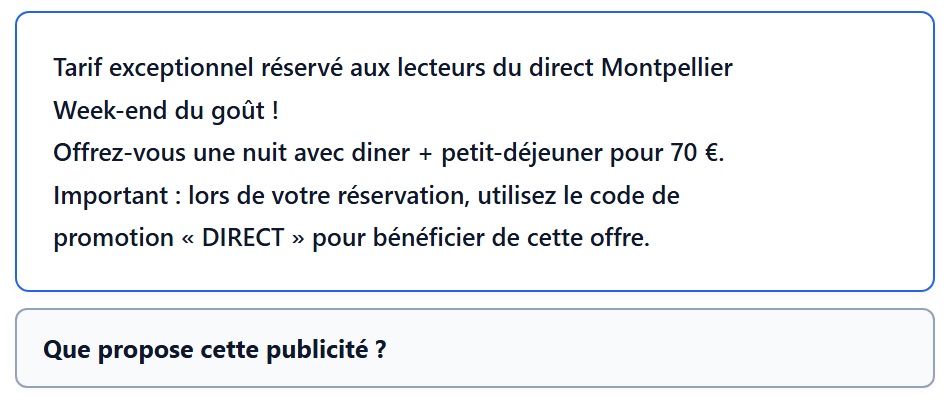 Tarif exceptionnel réservé aux lecteurs du direct Montpellier
Week-end du goût !
Offrez-vous une nuit avec diner + petit-déjeuner pour 70 €.
Important : lors de votre réservation, utilisez le code de
promotion « DIRECT » pour bénéficier de cette offre.
Que propose cette publicité ?